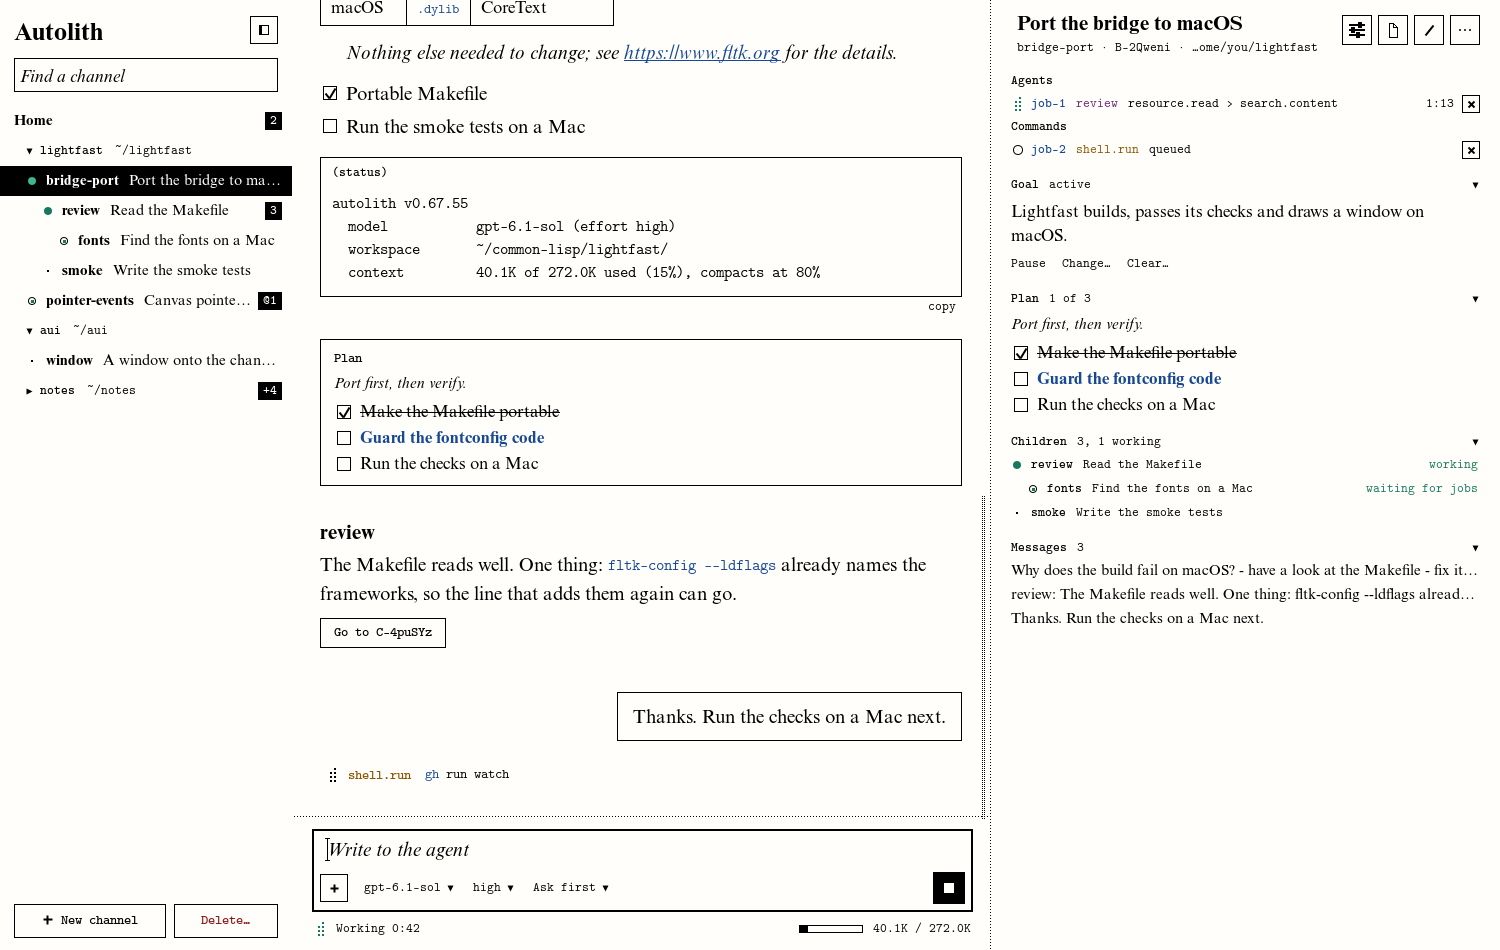 Autolith
Find a channel
Home 2
▾ lightfast ~/lightfast
bridge-port Port the bridge to ma…
review Read the Makefile 3
fonts Find the fonts on a Mac
smoke Write the smoke tests
pointer-events Canvas pointe… @1
▾ aui ~/aui
window A window onto the chan…
▸ notes ~/notes +4
+ New channel
Delete…
macOS .dylib CoreText
Nothing else needed to change; see https://www.fltk.org for the details.
Portable Makefile
Run the smoke tests on a Mac
(status)
autolith v0.67.55
model gpt-6.1-sol (effort high)
workspace ~/common-lisp/lightfast/
context 40.1K of 272.0K used (15%), compacts at 80%
copy
Plan
Port first, then verify.
Make the Makefile portable
Guard the fontconfig code
Run the checks on a Mac
review
The Makefile reads well. One thing: fltk-config --ldflags already names the
frameworks, so the line that adds them again can go.
Go to C-4puSYz
Thanks. Run the checks on a Mac next.
shell.run gh run watch
Write to the agent
+ gpt-6.1-sol ▾ high ▾ Ask first ▾
Working 0:42
40.1K / 272.0K
Port the bridge to macOS
bridge-port · B-2Qweni · …ome/you/lightfast
Agents
job-1 review resource.read > search.content 1:13
Commands
job-2 shell.run queued
Goal active
Lightfast builds, passes its checks and draws a window on
macOS.
Pause Change… Clear…
Plan 1 of 3
Port first, then verify.
Make the Makefile portable
Guard the fontconfig code
Run the checks on a Mac
Children 3, 1 working
review Read the Makefile working
fonts Find the fonts on a Mac waiting for jobs
smoke Write the smoke tests
Messages 3
Why does the build fail on macOS? - have a look at the Makefile - fix it…
review: The Makefile reads well. One thing: fltk-config --ldflags alread…
Thanks. Run the checks on a Mac next.